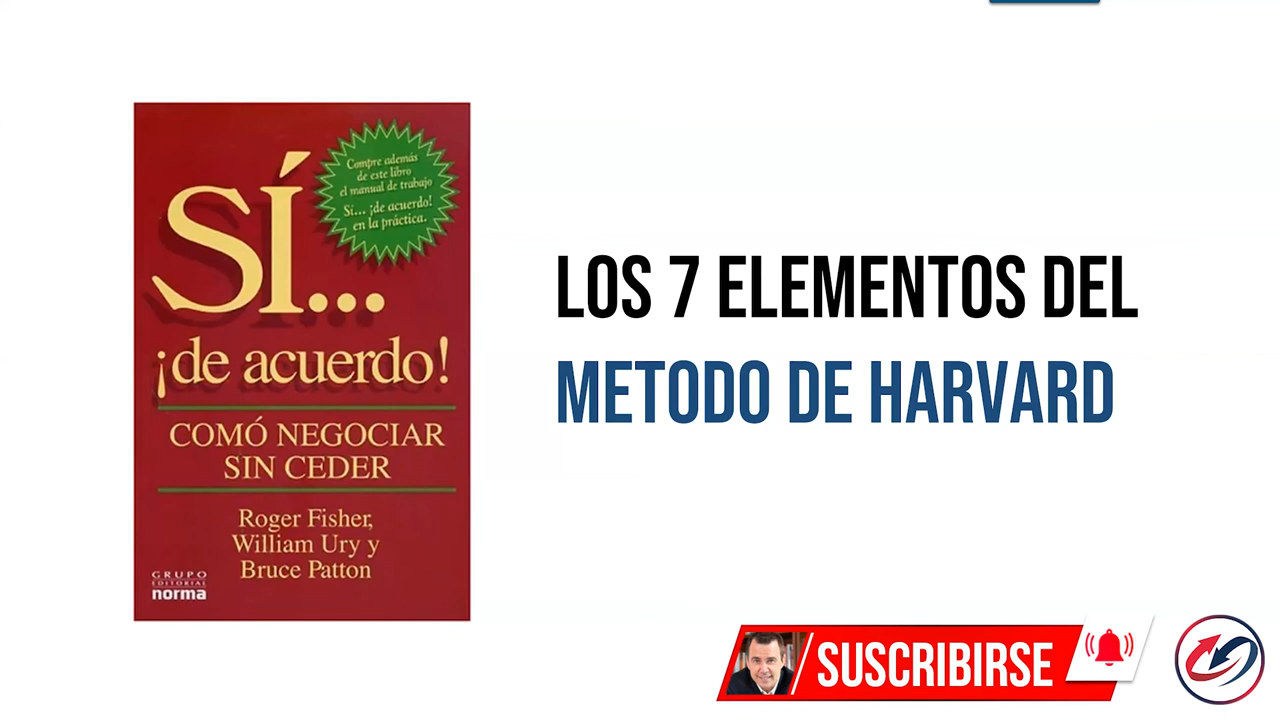 SÍ...
Compre además
de este libro
el manual de trabajo
Sí... ¡de acuerdo!
en la práctica.
¡de acuerdo!
COMÓ NEGOCIAR
SIN CEDER
Roger Fisher,
William Ury y
Bruce Patton
GRUPO
EDITORIAL
norma
LOS 7 ELEMENTOS DEL
METODO DE HARVARD
SUSCRIBIRSE